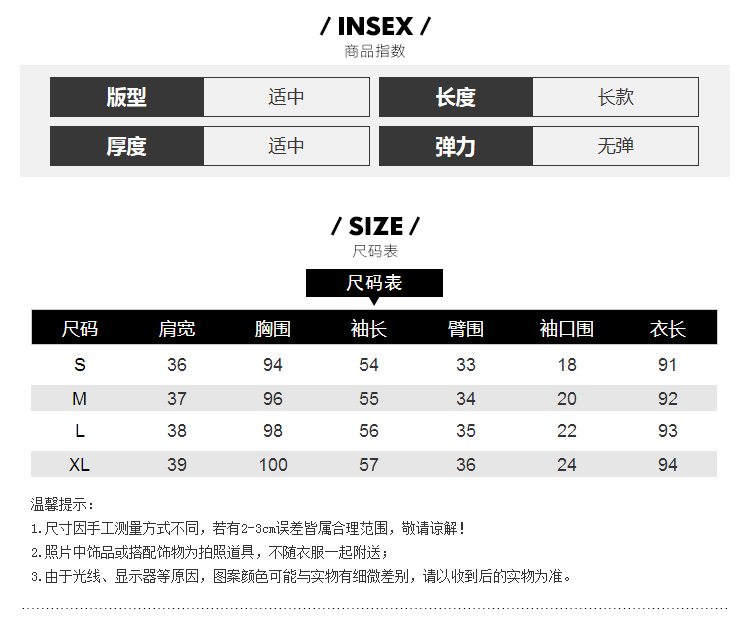 / INSEX /
商品指数
版型 适中 长度 长款
厚度 适中 弹力 无弹
/ SIZE /
尺码表
尺码表
尺码 肩宽 胸围 袖长 臂围 袖口围 衣长
S 36 94 54 33 18 91
M 37 96 55 34 20 92
L 38 98 56 35 22 93
XL 39 100 57 36 24 94
温馨提示：
1.尺寸因手工测量方式不同，若有2-3cm误差皆属合理范围，敬请谅解！
2.照片中饰品或搭配饰物为拍照道具，不随衣服一起附送；
3.由于光线、显示器等原因，图案颜色可能与实物有细微差别，请以收到后的实物为准。